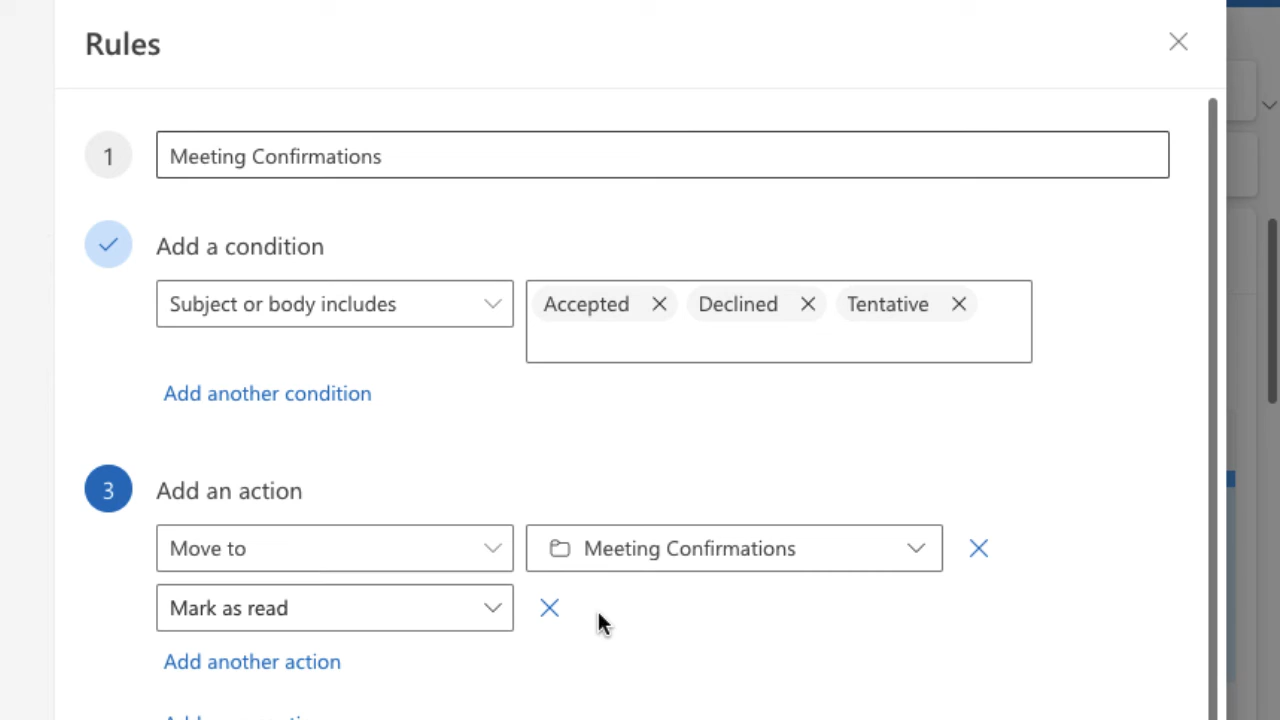 Rules
1 Meeting Confirmations
Add a condition
Subject or body includes Accepted Declined Tentative
Add another condition
3 Add an action
Move to Meeting Confirmations
Mark as read
Add another action